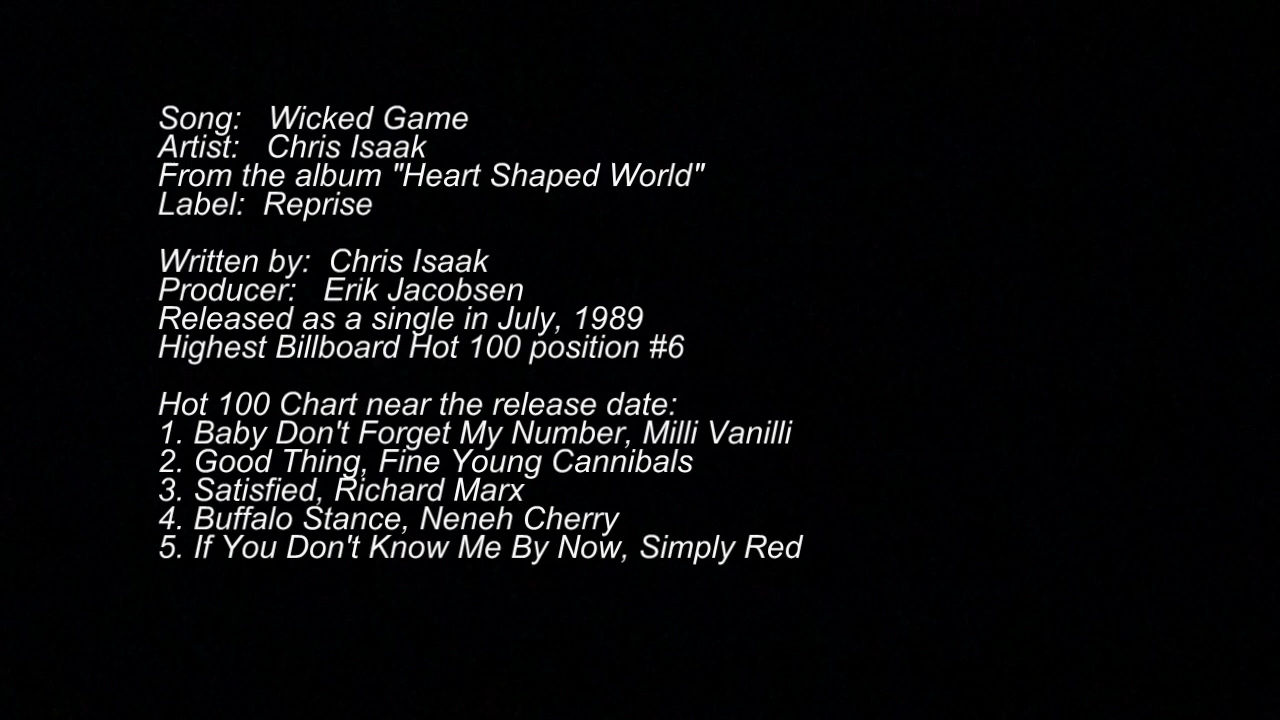 Song:   Wicked Game
Artist:   Chris Isaak
From the album "Heart Shaped World"
Label:  Reprise
Written by:  Chris Isaak
Producer:   Erik Jacobsen
Released as a single in July, 1989
Highest Billboard Hot 100 position #6
Hot 100 Chart near the release date:
1. Baby Don't Forget My Number, Milli Vanilli
2. Good Thing, Fine Young Cannibals
3. Satisfied, Richard Marx
4. Buffalo Stance, Neneh Cherry
5. If You Don't Know Me By Now, Simply Red